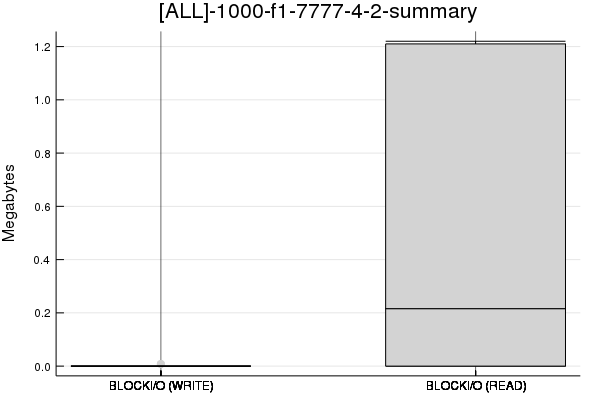 [ALL]-1000-f1-7777-4-2-summary
Megabytes
1.2
1.0
0.8
0.6
0.4
0.2
0.0
BLOCKI/O (WRITE)
BLOCKI/O (READ)